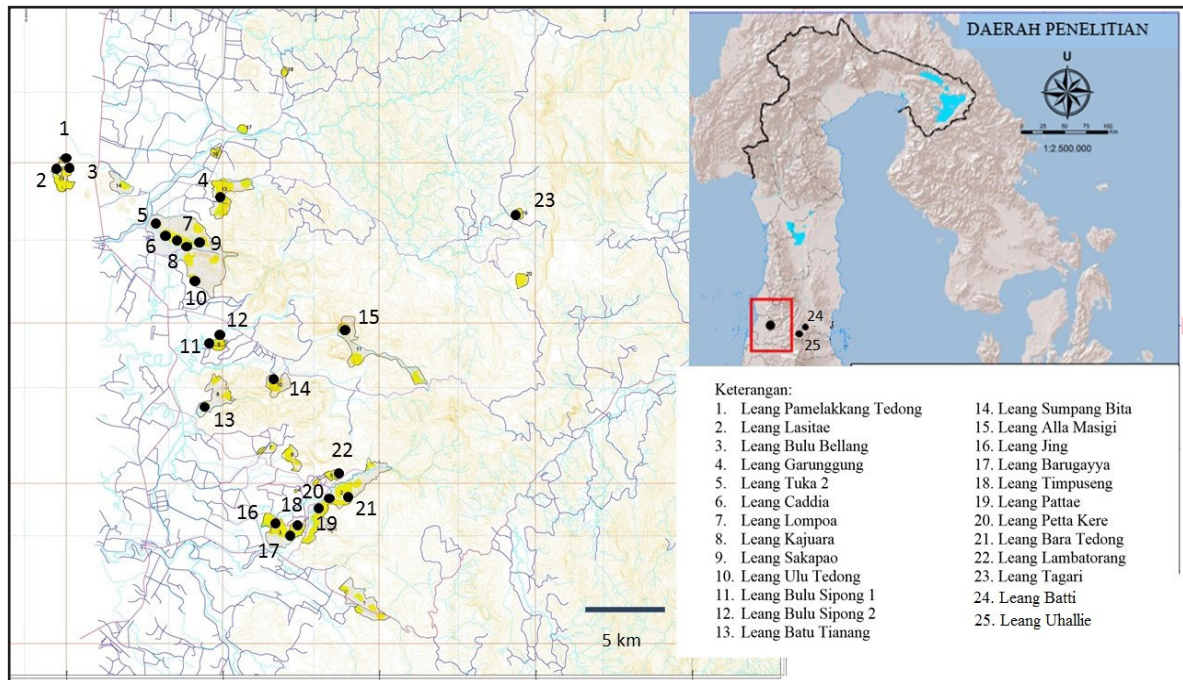 DAERAH PENELITIAN
U
0 25 50 75 100
1:2.500.000
1
2
3
4
5
6
7
8
9
10
11
12
13
14
15
16
17
18
19
20
21
22
23
24
25
5 km
Keterangan:
1. Leang Pamelakkang Tedong
2. Leang Lasitae
3. Leang Bulu Bellang
4. Leang Garunggung
5. Leang Tuka 2
6. Leang Caddia
7. Leang Lompoa
8. Leang Kajuara
9. Leang Sakapao
10. Leang Ulu Tedong
11. Leang Bulu Sipong 1
12. Leang Bulu Sipong 2
13. Leang Batu Tianang
14. Leang Sumpang Bita
15. Leang Alla Masigi
16. Leang Jing
17. Leang Barugayya
18. Leang Timpuseng
19. Leang Pattae
20. Leang Petta Kere
21. Leang Bara Tedong
22. Leang Lambatorang
23. Leang Tagari
24. Leang Batti
25. Leang Uhallie